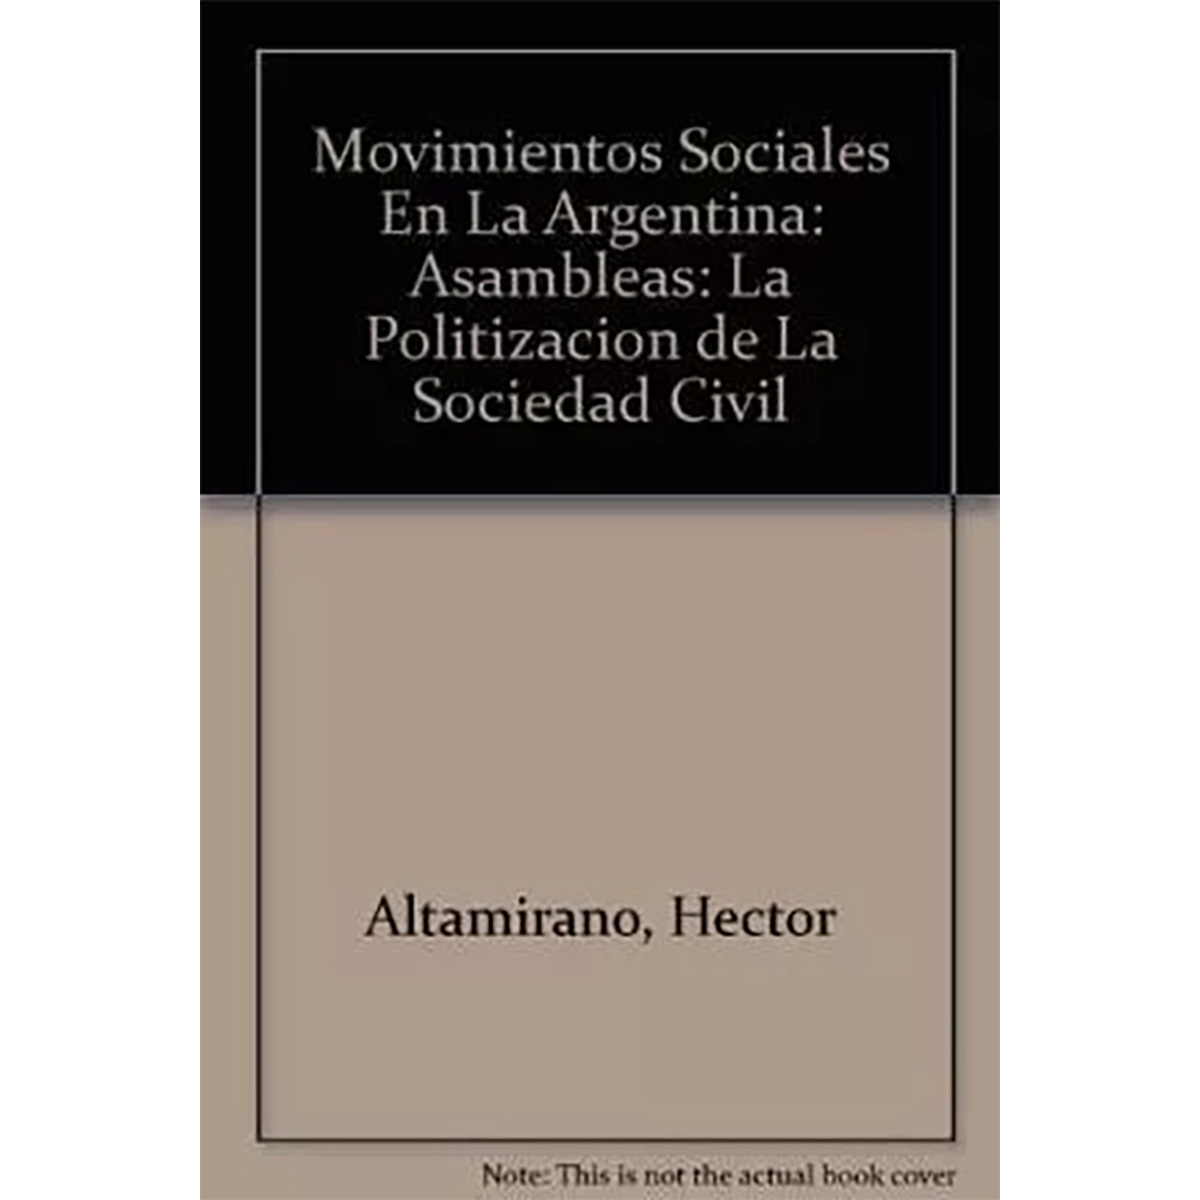 Movimientos Sociales
En La Argentina:
Asambleas: La
Politizacion de La
Sociedad Civil
Altamirano, Hector
Note: This is not the actual book cover